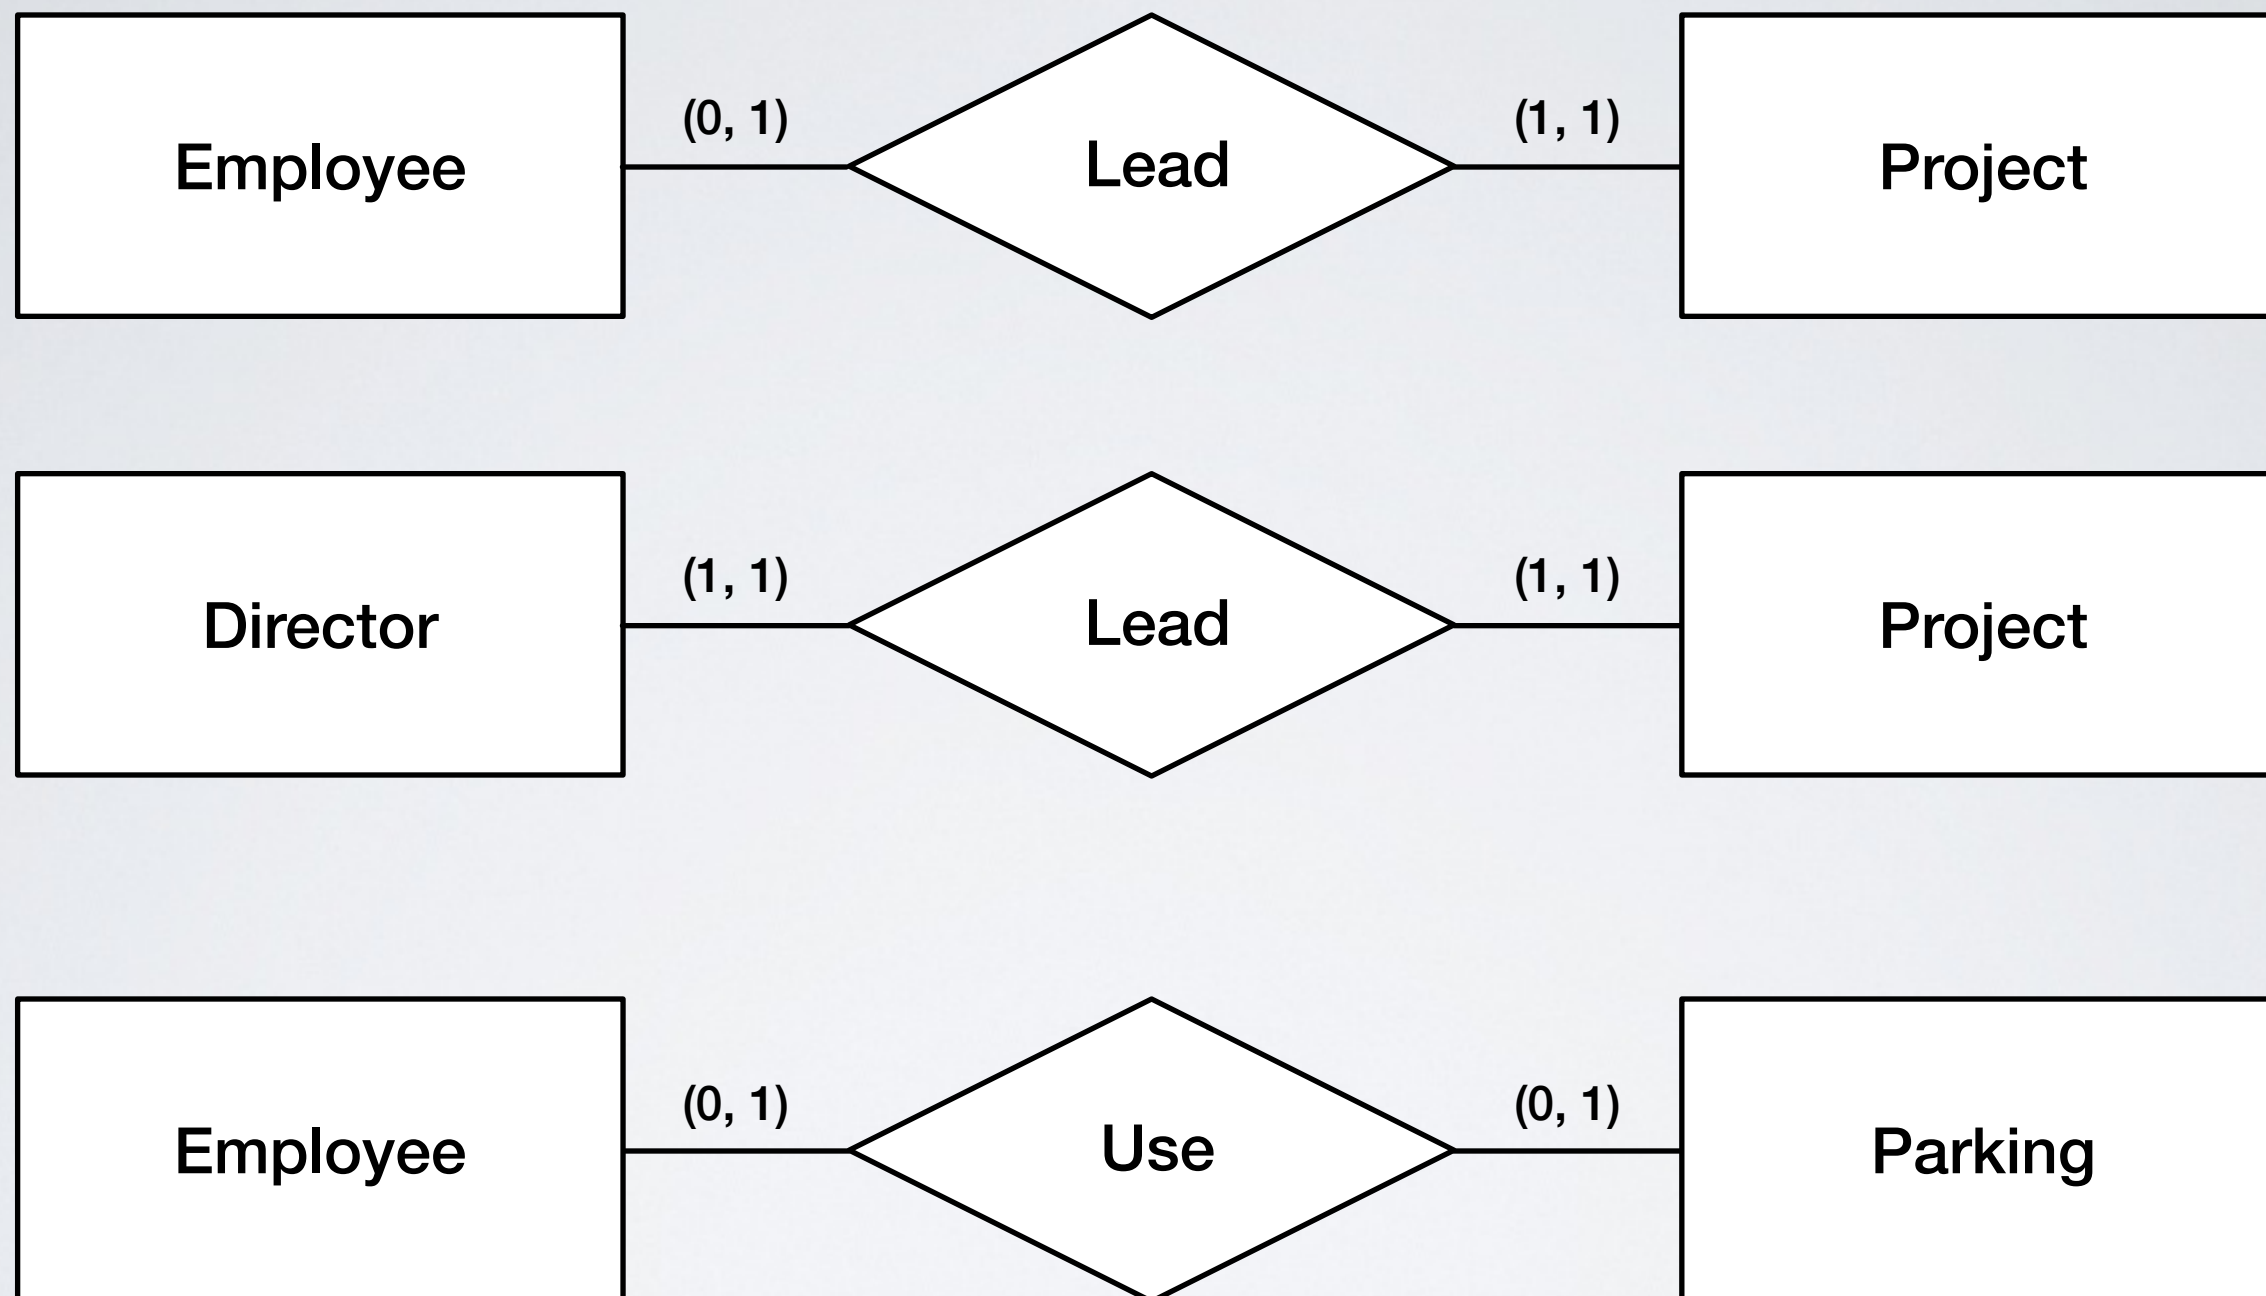 Employee (0, 1) Lead (1, 1) Project
Director (1, 1) Lead (1, 1) Project
Employee (0, 1) Use (0, 1) Parking